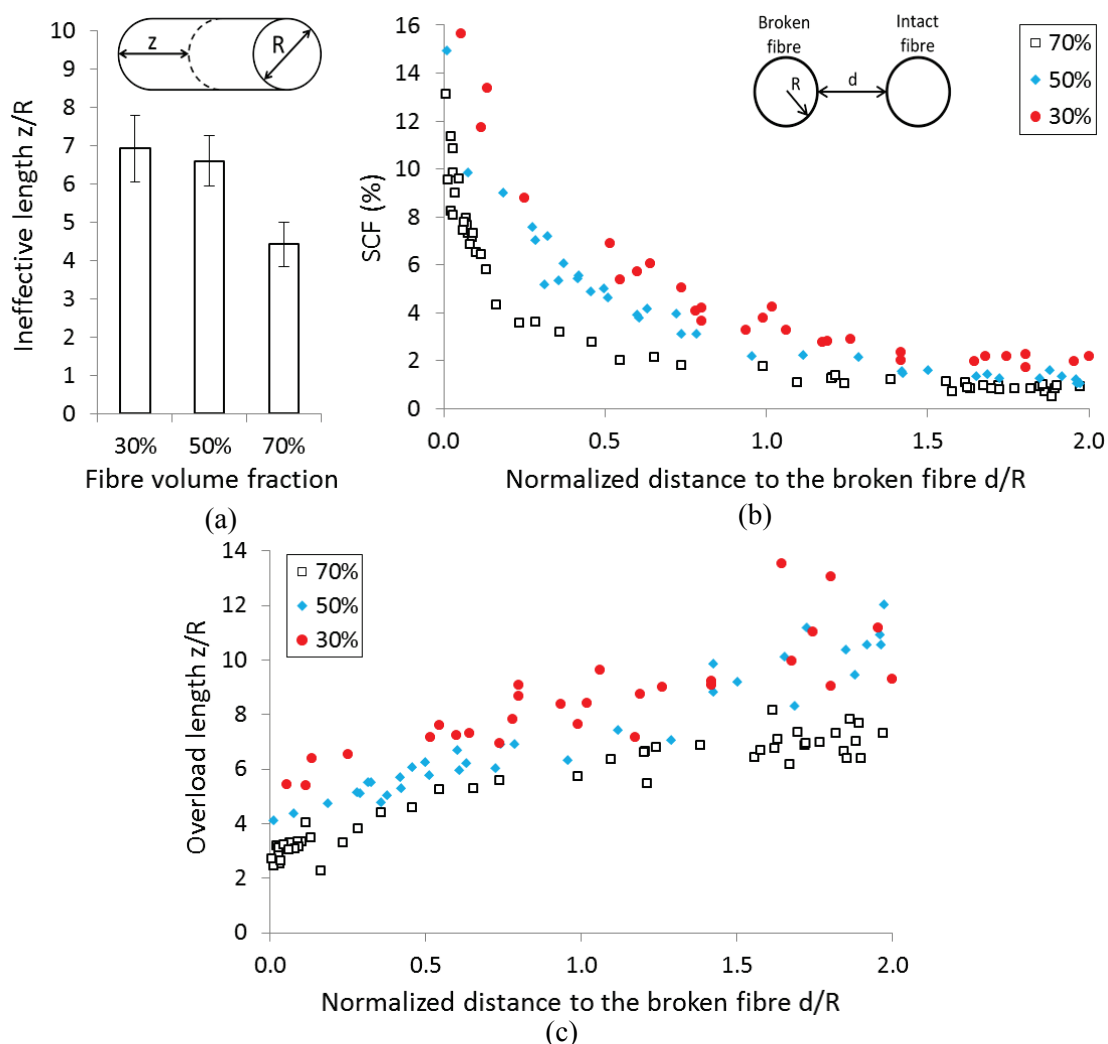 10
9
8
7
6
5
4
3
2
1
0
Ineffective length z/R
z
R
30%
50%
70%
Fibre volume fraction
(a)
16
14
12
10
8
6
4
2
0
SCF (%)
Broken
fibre
Intact
fibre
R
d
70%
50%
30%
0.0
0.5
1.0
1.5
2.0
Normalized distance to the broken fibre d/R
(b)
14
12
10
8
6
4
2
0
Overload length z/R
70%
50%
30%
0.0
0.5
1.0
1.5
2.0
Normalized distance to the broken fibre d/R
(c)